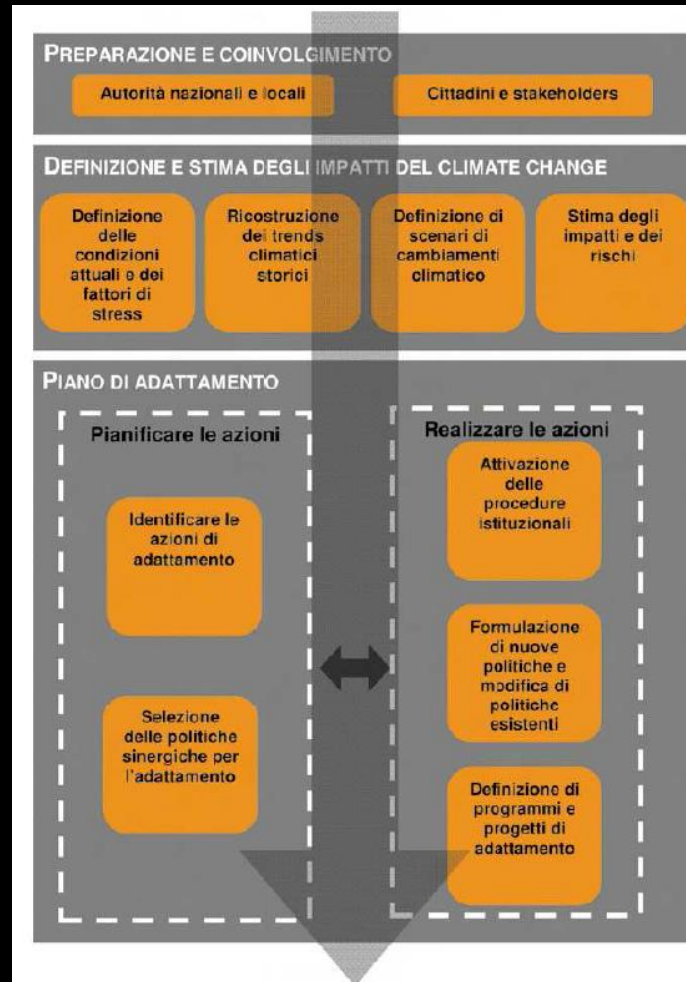 PREPARAZIONE E COINVOLGIMENTO
Autorità nazionali e locali
Cittadini e stakeholders
DEFINIZIONE E STIMA DEGLI IMPATTI DEL CLIMATE CHANGE
Definizione
delle
condizioni
attuali e dei
fattori di
stress
Ricostruzione
dei trends
climatici
storici
Definizione di
scenari di
cambiamenti
climatico
Stima degli
impatti e dei
rischi
PIANO DI ADATTAMENTO
Pianificare le azioni
Identificare le
azioni di
adattamento
Selezione
delle politiche
sinergiche per
l'adattamento
Realizzare le azioni
Attivazione
delle
procedure
istituzionali
Formulazione
di nuove
politiche e
modifica di
politiche
esistenti
Definizione di
programmi e
progetti di
adattamento